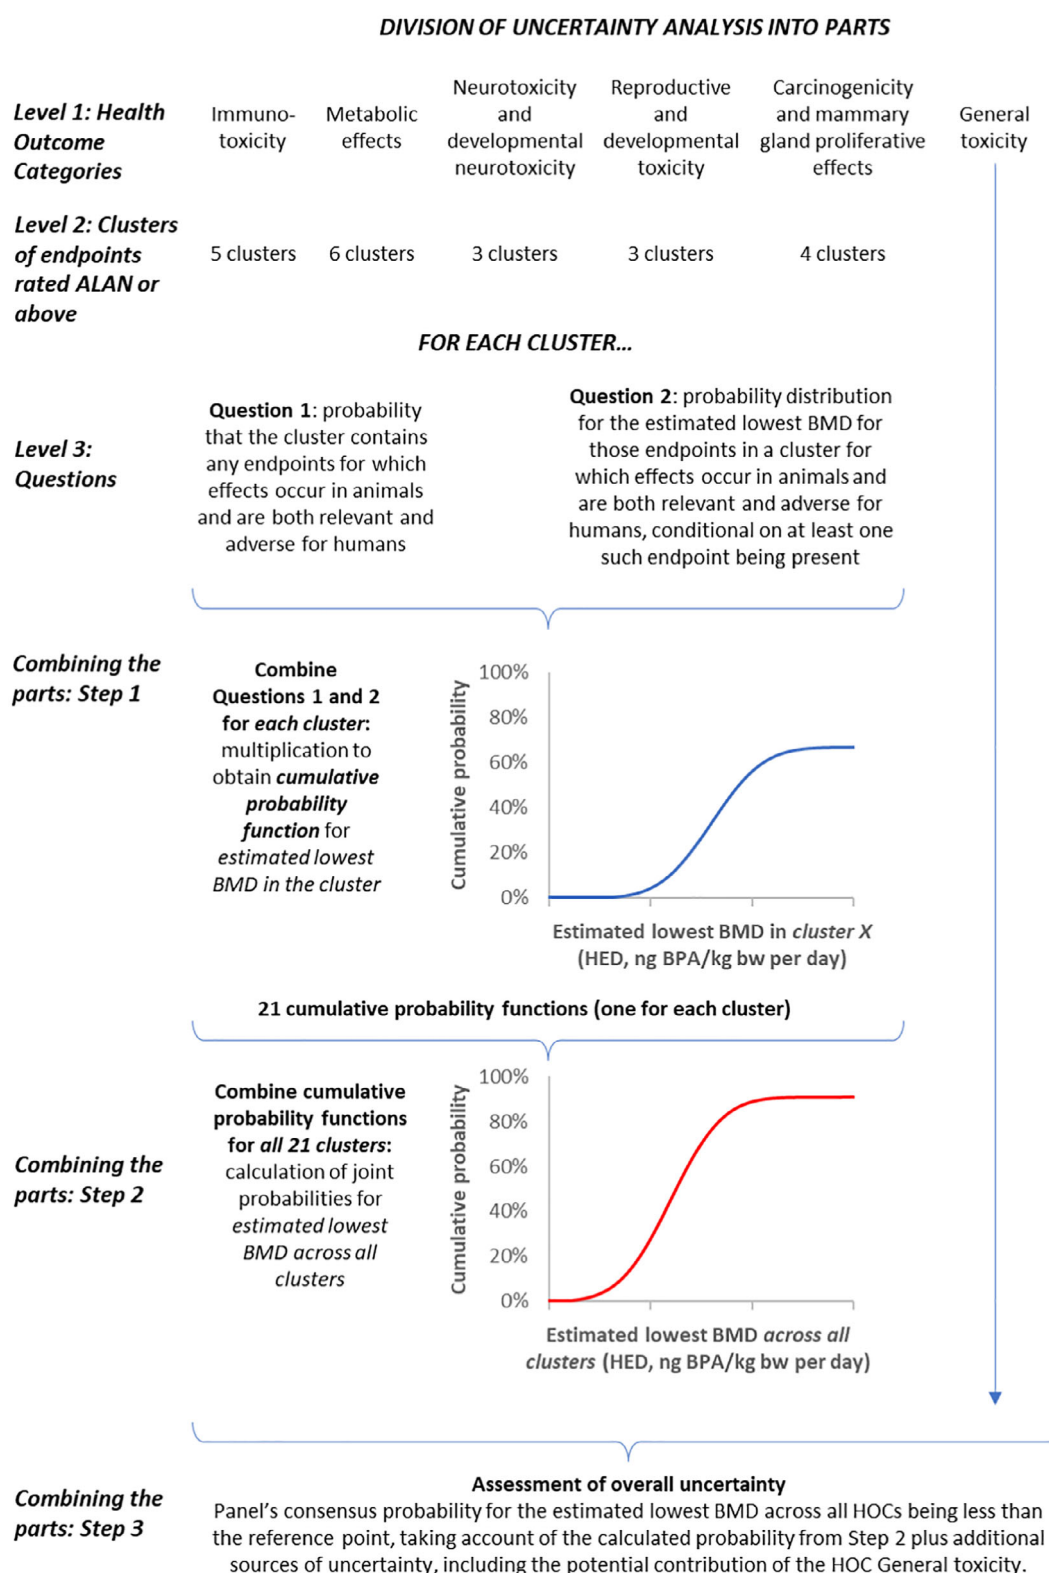 DIVISION OF UNCERTAINTY ANALYSIS INTO PARTS
Level 1: Health
Outcome
Categories
Immuno-
toxicity
Metabolic
effects
Neurotoxicity
and
developmental
neurotoxicity
Reproductive
and
developmental
toxicity
Carcinogenicity
and mammary
gland proliferative
effects
General
toxicity
Level 2: Clusters
of endpoints
rated ALAN or
above
5 clusters
6 clusters
3 clusters
3 clusters
4 clusters
FOR EACH CLUSTER...
Level 3:
Questions
Question 1: probability
that the cluster contains
any endpoints for which
effects occur in animals
and are both relevant and
adverse for humans
Question 2: probability distribution
for the estimated lowest BMD for
those endpoints in a cluster for
which effects occur in animals and
are both relevant and adverse for
humans, conditional on at least one
such endpoint being present
Combining the
parts: Step 1
Combine
Questions 1 and 2
for each cluster:
multiplication to
obtain cumulative
probability
function for
estimated lowest
BMD in the cluster
Cumulative probability
100%
80%
60%
40%
20%
0%
Estimated lowest BMD in cluster X
(HED, ng BPA/kg bw per day)
21 cumulative probability functions (one for each cluster)
Combining the
parts: Step 2
Combine cumulative
probability functions
for all 21 clusters:
calculation of joint
probabilities for
estimated lowest
BMD across all
clusters
Cumulative probability
100%
80%
60%
40%
20%
0%
Estimated lowest BMD across all
clusters (HED, ng BPA/kg bw per day)
Combining the
parts: Step 3
Assessment of overall uncertainty
Panel's consensus probability for the estimated lowest BMD across all HOCs being less than
the reference point, taking account of the calculated probability from Step 2 plus additional
sources of uncertainty, including the potential contribution of the HOC General toxicity.